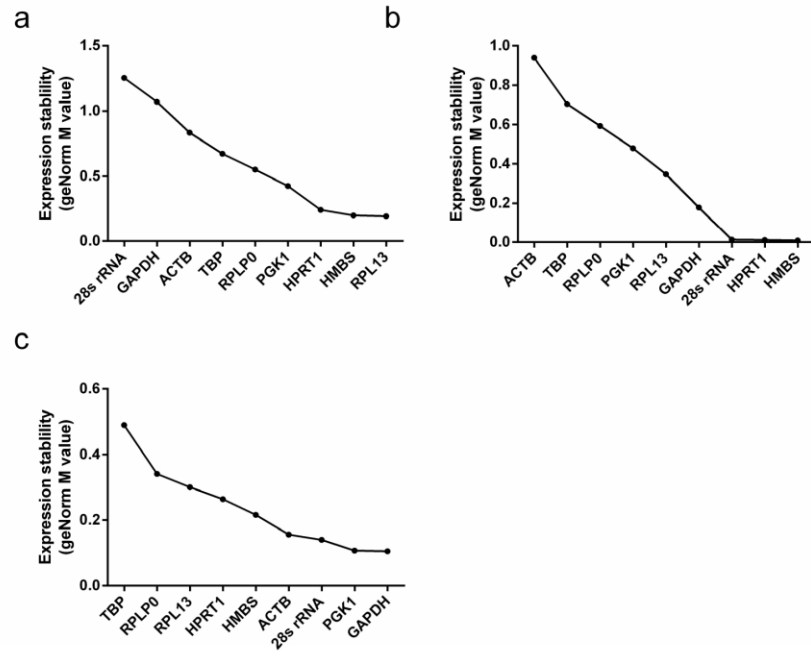 a
Expression stablility
(geNorm M value)
1.5
1.0
0.5
0.0
28s rRNA
GAPDH
ACTB
TBP
RPLP0
PGK1
HPRT1
HMBS
RPL13
b
Expression stablility
(geNorm M value)
1.0
0.8
0.6
0.4
0.2
0.0
ACTB
TBP
RPLP0
PGK1
RPL13
GAPDH
28s rRNA
HPRT1
HMBS
c
Expression stablility
(geNorm M value)
0.6
0.4
0.2
0.0
TBP
RPLP0
RPL13
HPRT1
HMBS
ACTB
28s rRNA
PGK1
GAPDH